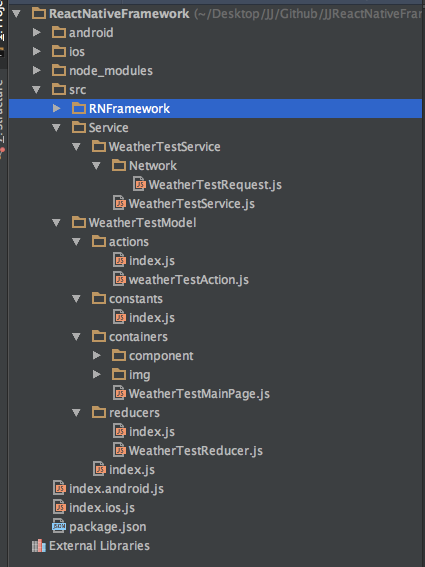 ReactNativeFramework (~/Desktop/JJ/Github/JJReactNativeFra
android
ios
node_modules
src
RNFramework
Service
WeatherTestService
Network
WeatherTestRequest.js
WeatherTestService.js
WeatherTestModel
actions
index.js
weatherTestAction.js
constants
index.js
containers
component
img
WeatherTestMainPage.js
reducers
index.js
WeatherTestReducer.js
index.js
index.android.js
index.ios.js
package.json
External Libraries